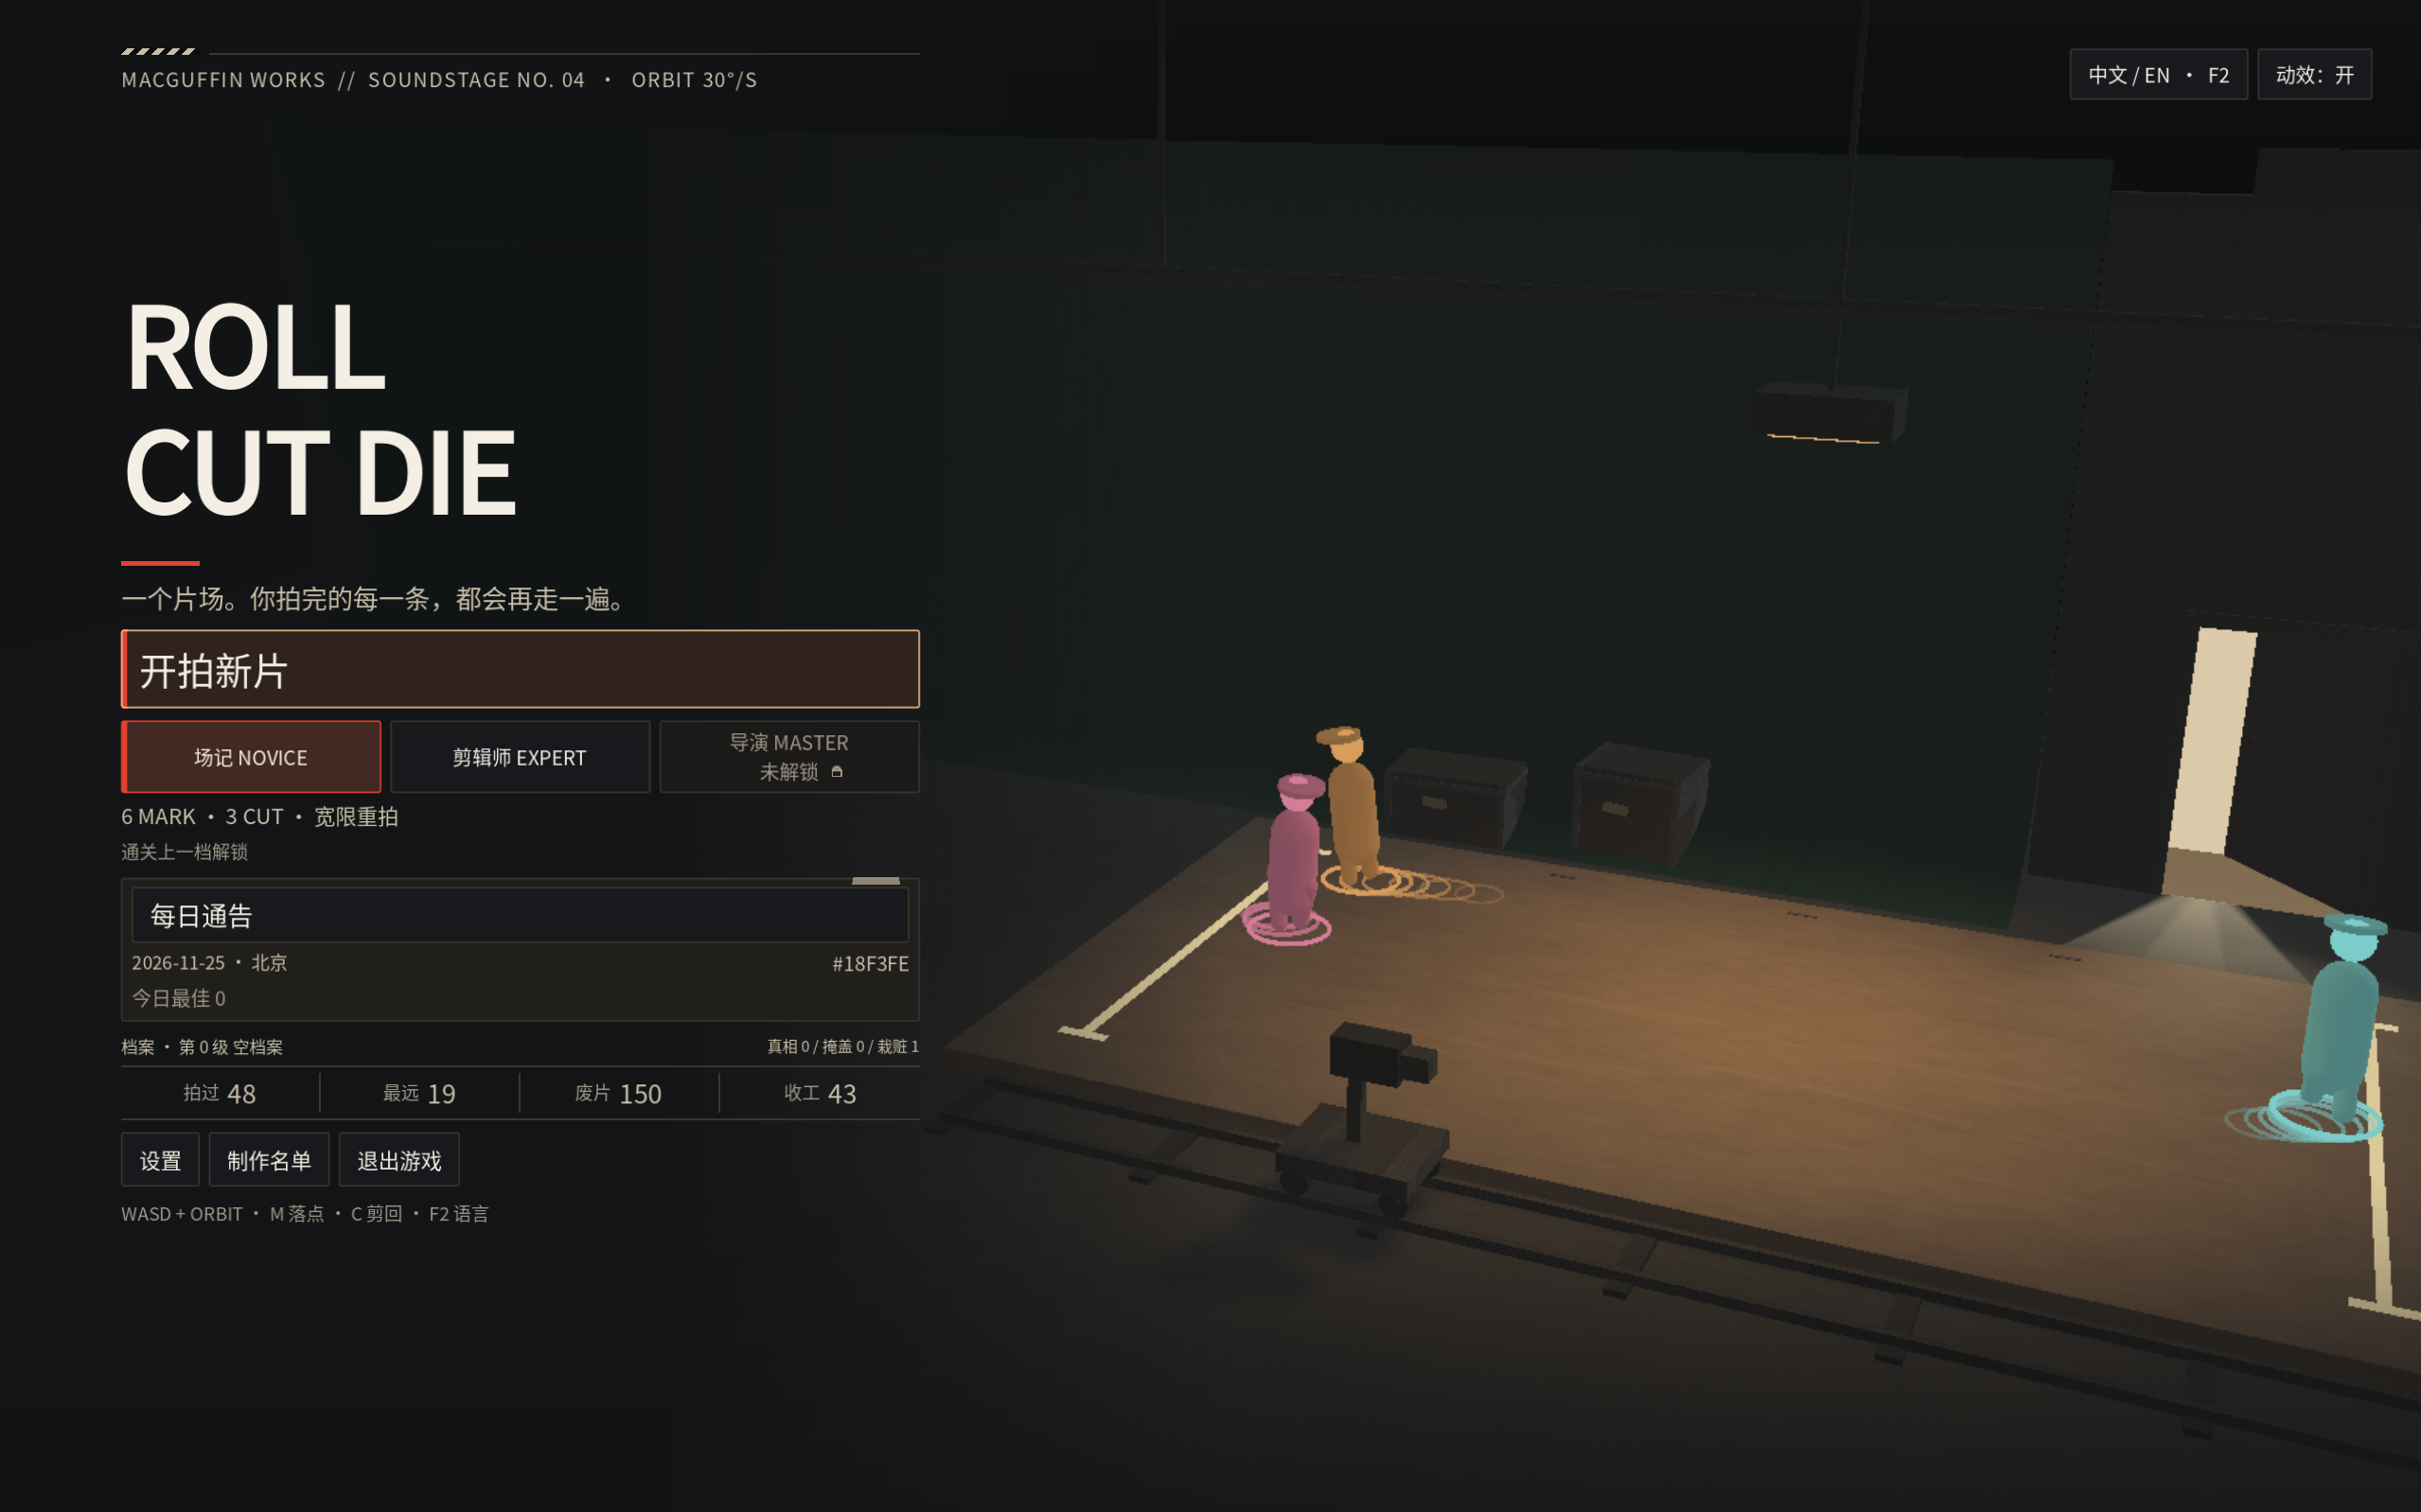 MACGUFFIN WORKS // SOUNDSTAGE NO. 04 • ORBIT 30°/S
中文 / EN • F2
动效：开
ROLL
CUT DIE
一个片场。你拍完的每一条，都会再走一遍。
开拍新片
场记 NOVICE
剪辑师 EXPERT
导演 MASTER
未解锁
6 MARK • 3 CUT • 宽限重拍
通关上一档解锁
每日通告
2026-11-25 • 北京
#18F3FE
今日最佳 0
档案 • 第 0 级 空档案
真相 0 / 掩盖 0 / 栽赃 1
拍过 48
最远 19
废片 150
收工 43
设置
制作名单
退出游戏
WASD + ORBIT • M 落点 • C 剪回 • F2 语言